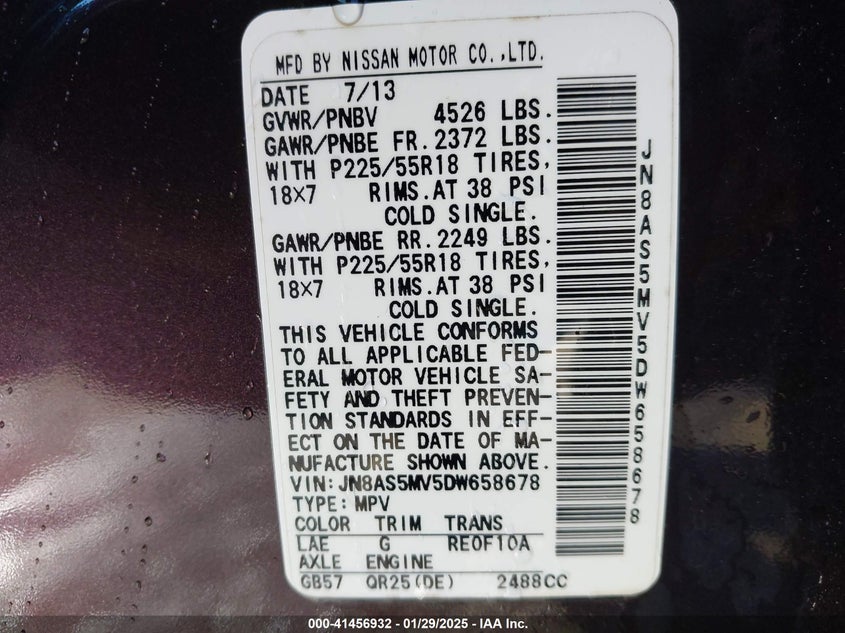 MFD BY NISSAN MOTOR CO.,LTD.
DATE 7/13
GVWR/PNBV 4526 LBS.
GAWR/PNBE FR.2372 LBS.
WITH P225/55R18 TIRES,
18X7 RIMS.AT 38 PSI
COLD SINGLE.
GAWR/PNBE RR.2249 LBS.
WITH P225/55R18 TIRES,
18X7 RIMS.AT 38 PSI
COLD SINGLE.
THIS VEHICLE CONFORMS
TO ALL APPLICABLE FED-
ERAL MOTOR VEHICLE SA-
FETY AND THEFT PREVEN-
TION STANDARDS IN EFF-
ECT ON THE DATE OF MA-
NUFACTURE SHOWN ABOVE.
VIN:JN8AS5MV5DW658678
TYPE:MPV
COLOR TRIM TRANS
LAE G RE0F10A
AXLE ENGINE
GB57 QR25(DE) 2488CC
JN8AS5MV5DW658678
000-41456932 - 01/29/2025 - IAA Inc.